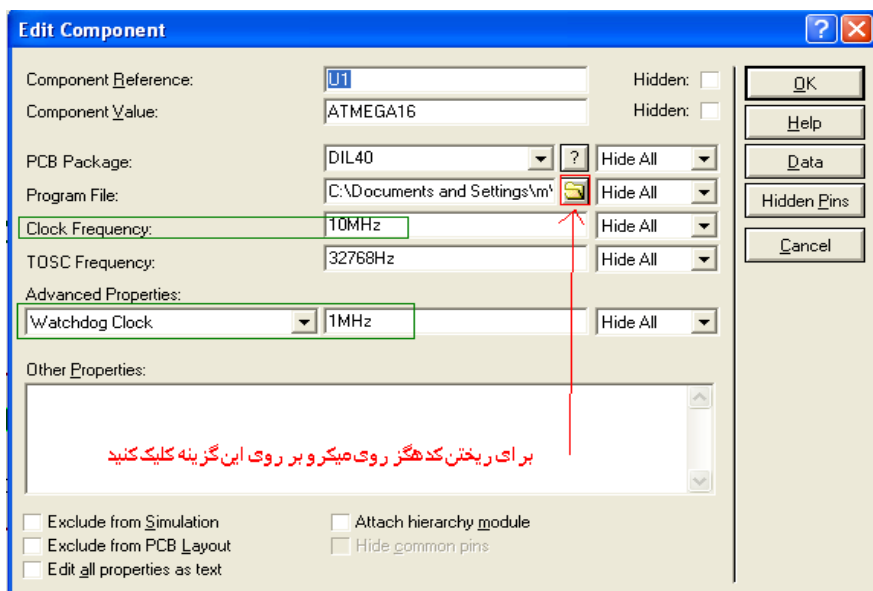 Edit Component
Component Reference: U1 Hidden: OK
Component Value: ATMEGA16 Hidden: Help
PCB Package: DIL40 ? Hide All Data
Program File: C:\Documents and Settings\m\ Hide All Hidden Pins
Clock Frequency: 10MHz Hide All Cancel
TOSC Frequency: 32768Hz Hide All
Advanced Properties:
Watchdog Clock 1MHz Hide All
Other Properties:
برای ریختن کد هگز روی میکرو بر روی این گزینه کلیک کنید
Exclude from Simulation Attach hierarchy module
Exclude from PCB Layout Hide common pins
Edit all properties as text